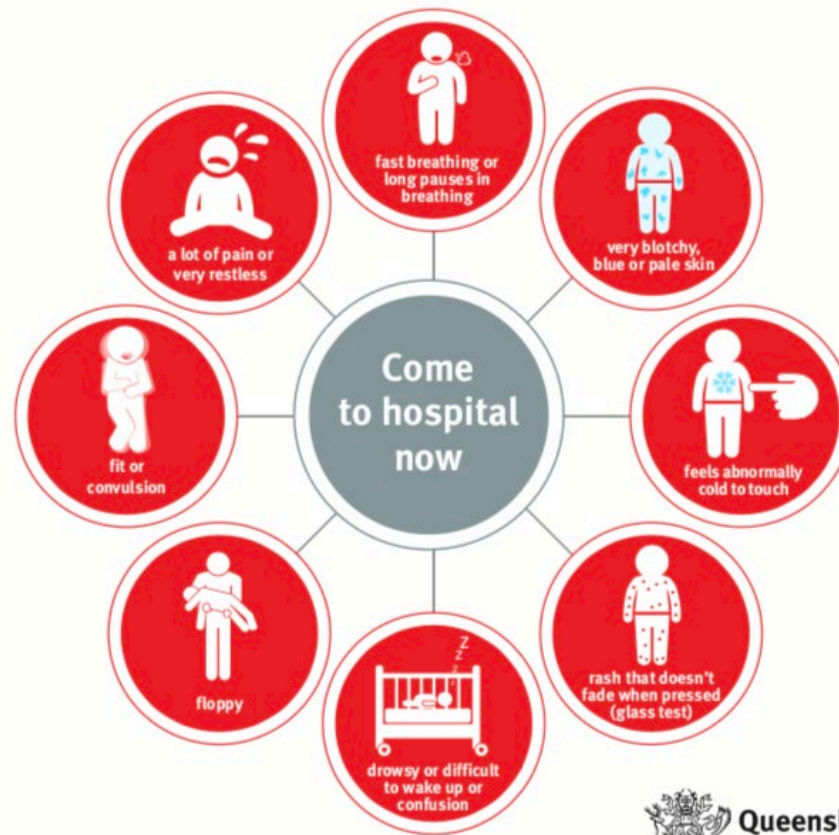 fast breathing or
long pauses in
breathing
very blotchy,
blue or pale skin
feels abnormally
cold to touch
rash that doesn't
fade when pressed
(glass test)
drowsy or difficult
to wake up or
confusion
floppy
fit or
convulsion
a lot of pain or
very restless
Come
to hospital
now
z
z
z
Queensl